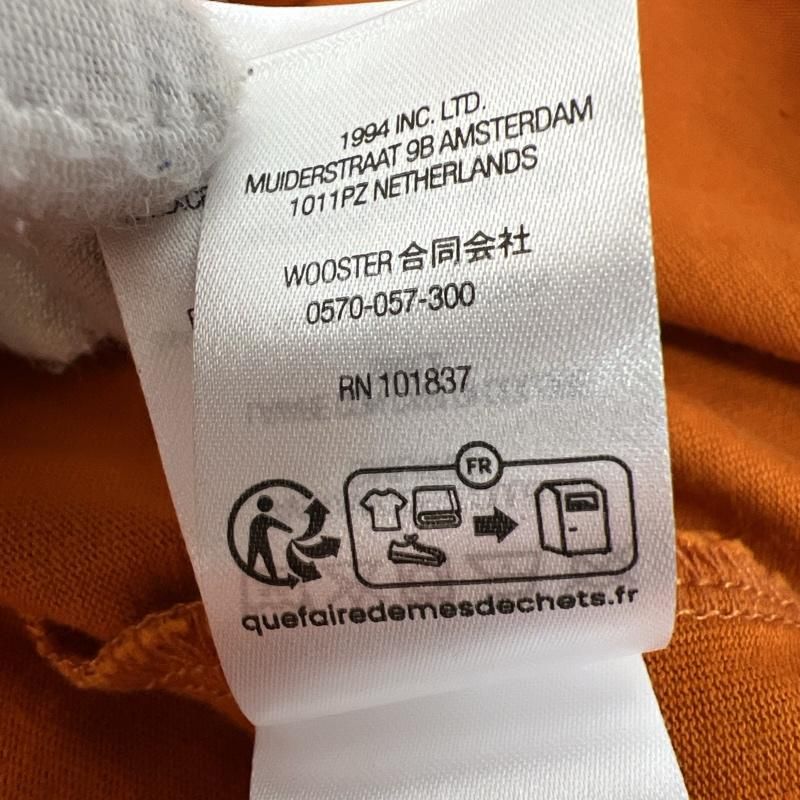 1994 INC. LTD.
MUIDERSTRAAT 9B AMSTERDAM
1011PZ NETHERLANDS
WOOSTER 合同会社
0570-057-300
RN 101837
FR
quefairedemesdechets.fr